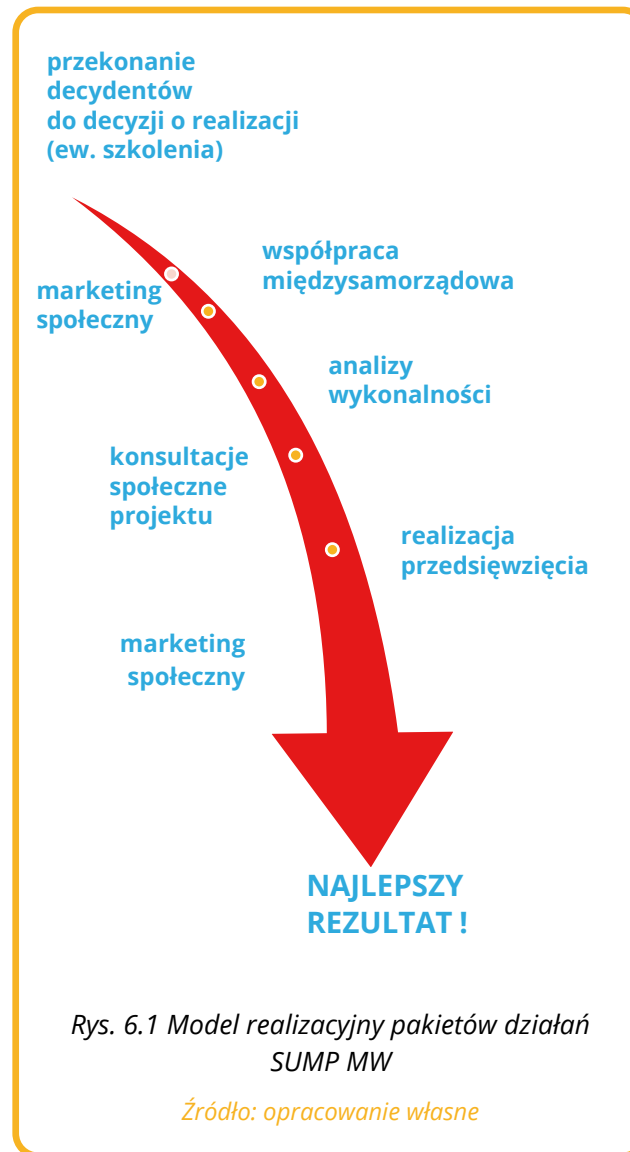 przekonanie
decydentów
do decyzji o realizacji
(ew. szkolenia)
współpraca
międzysamorządowa
marketing
społeczny
analizy
wykonalności
konsultacje
społeczne
projektu
realizacja
przedsięwzięcia
marketing
społeczny
NAJLEPSZY
REZULTAT !
Rys. 6.1 Model realizacyjny pakietów działań
SUMP MW
Źródło: opracowanie własne